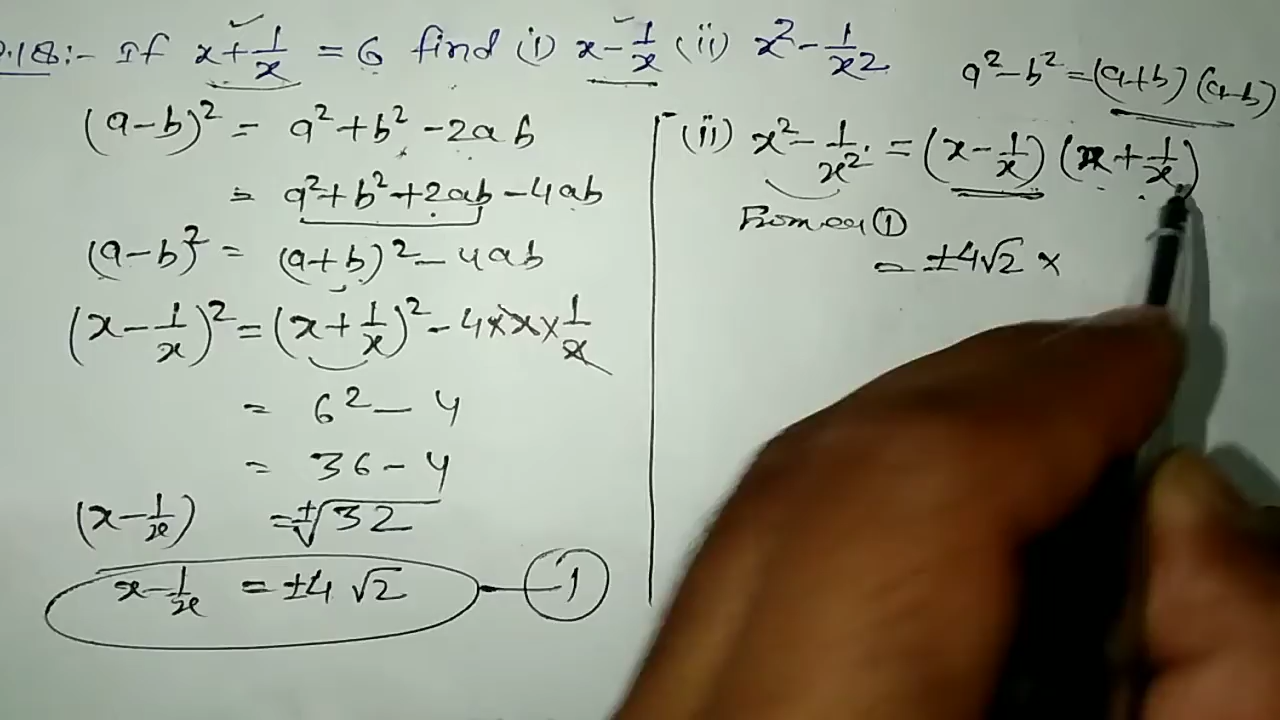 .18:- If x+1/x = 6 find (i) x-1/x (ii) x²-1/x²
(a-b)² = a²+b²-2ab
= a²+b²+2ab-4ab
(a-b)² = (a+b)²-4ab
(x-1/x)² = (x+1/x)²-4×x×1/x
= 6²-4
= 36-4
(x-1/x) = ±√32
x-1/x = ±4√2 - 1
a²-b²=(a+b)(a-b)
(ii) x²-1/x² = (x-1/x)(x+1/x)
From eq 1
= ±4√2 ×